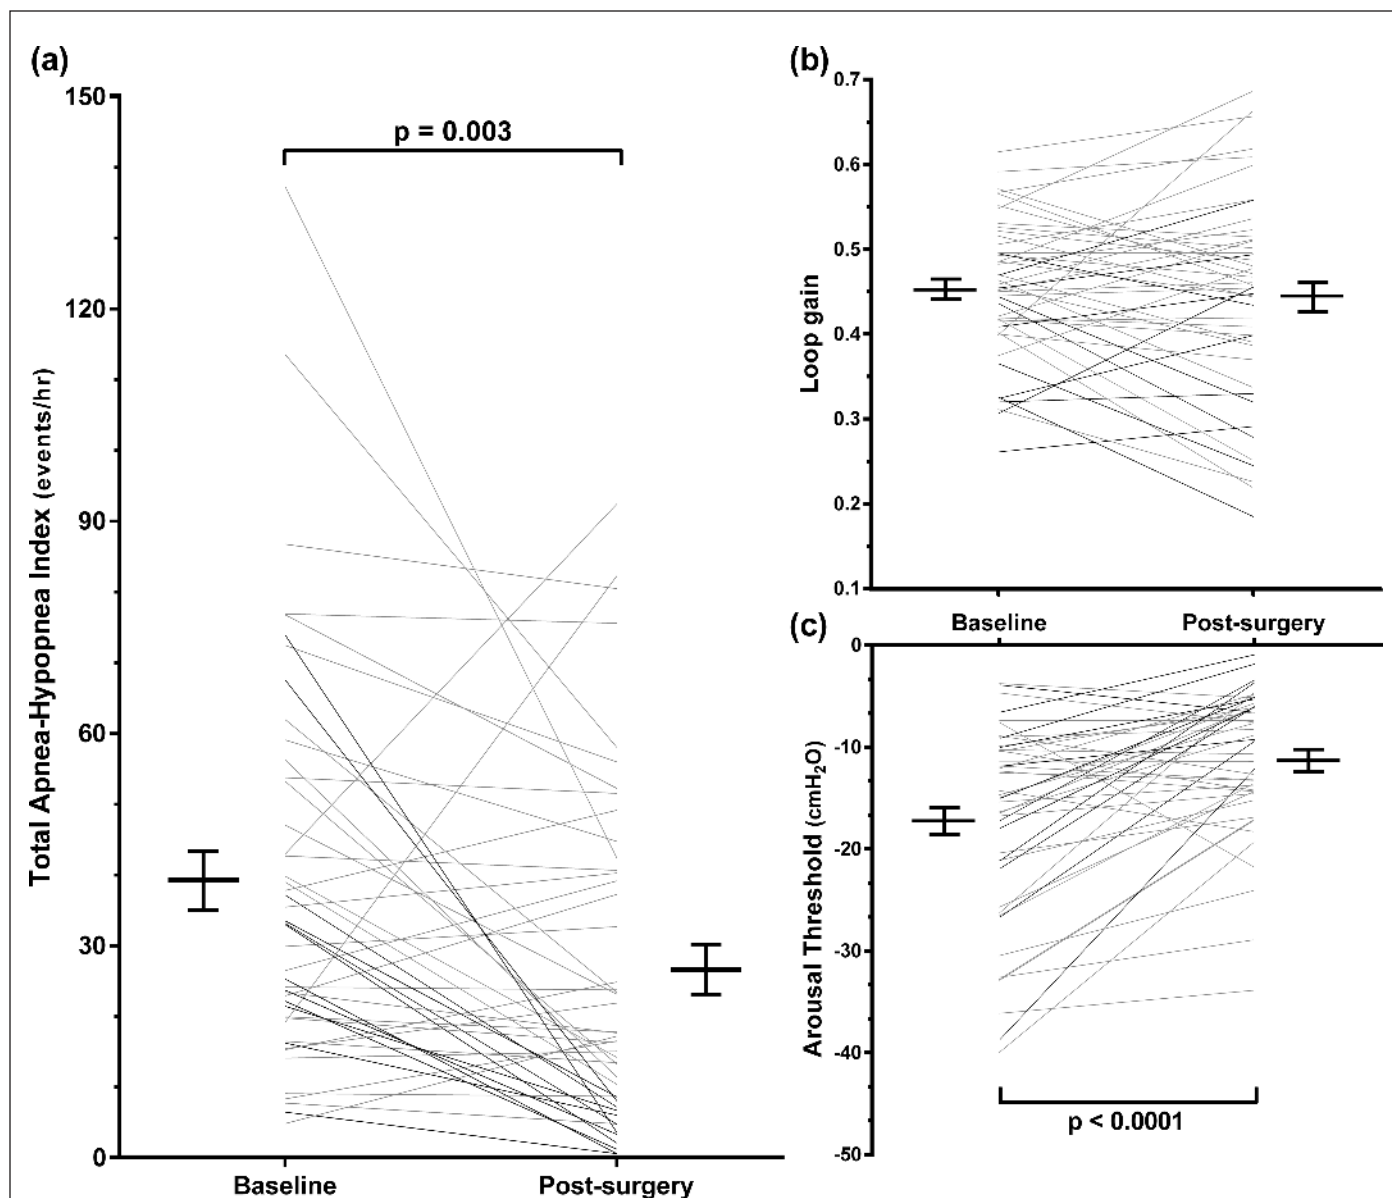 (a)
Total Apnea-Hypopnea Index (events/hr)
150
120
90
60
30
0
p = 0.003
Baseline
Post-surgery
(b)
Loop gain
0.7
0.6
0.5
0.4
0.3
0.2
0.1
Baseline
Post-surgery
(c)
Arousal Threshold (cmH₂O)
0
-10
-20
-30
-40
-50
p < 0.0001